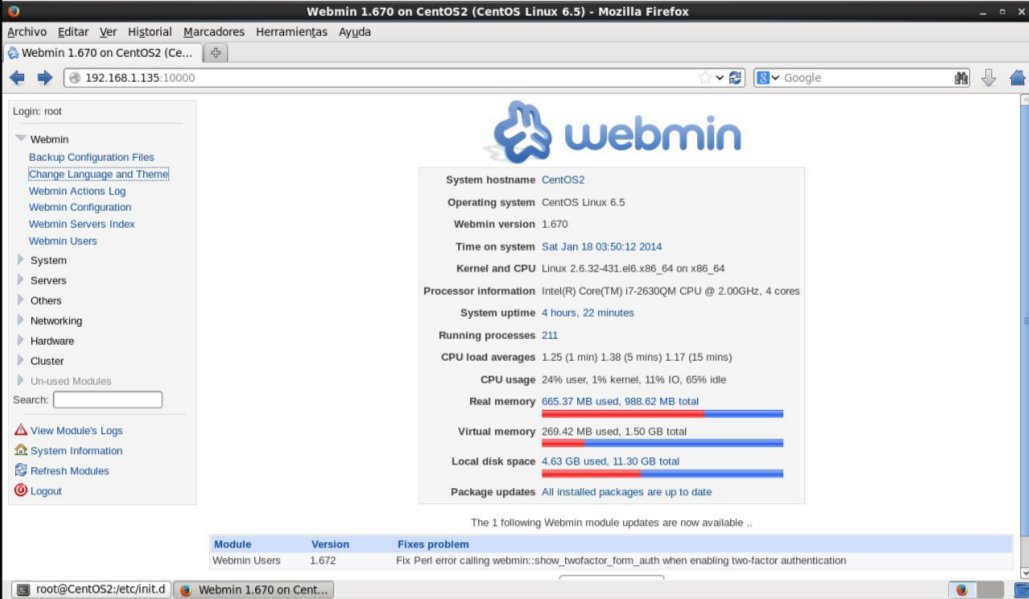 Webmin 1.670 on CentOS2 (CentOS Linux 6.5) - Mozilla Firefox
Archivo Editar Ver Historial Marcadores Herramientas Ayuda
Webmin 1.670 on CentOS2 (Ce...
192.168.1.135:10000
Google
Login: root
Webmin
Backup Configuration Files
Change Language and Theme
Webmin Actions Log
Webmin Configuration
Webmin Servers Index
Webmin Users
System
Servers
Others
Networking
Hardware
Cluster
Un-used Modules
Search:
View Module's Logs
System Information
Refresh Modules
Logout
webmin
System hostname CentOS2
Operating system CentOS Linux 6.5
Webmin version 1.670
Time on system Sat Jan 18 03:50:12 2014
Kernel and CPU Linux 2.6.32-431.el6.x86_64 on x86_64
Processor information Intel(R) Core(TM) i7-2630QM CPU @ 2.00GHz, 4 cores
System uptime 4 hours, 22 minutes
Running processes 211
CPU load averages 1.25 (1 min) 1.38 (5 mins) 1.17 (15 mins)
CPU usage 24% user, 1% kernel, 11% IO, 65% idle
Real memory 665.37 MB used, 988.62 MB total
Virtual memory 269.42 MB used, 1.50 GB total
Local disk space 4.63 GB used, 11.30 GB total
Package updates All installed packages are up to date
The 1 following Webmin module updates are now available ..
Module Version Fixes problem
Webmin Users 1.672 Fix Perl error calling webmin::show_twofactor_form_auth when enabling two-factor authentication
root@CentOS2:/etc/init.d
Webmin 1.670 on Cent...